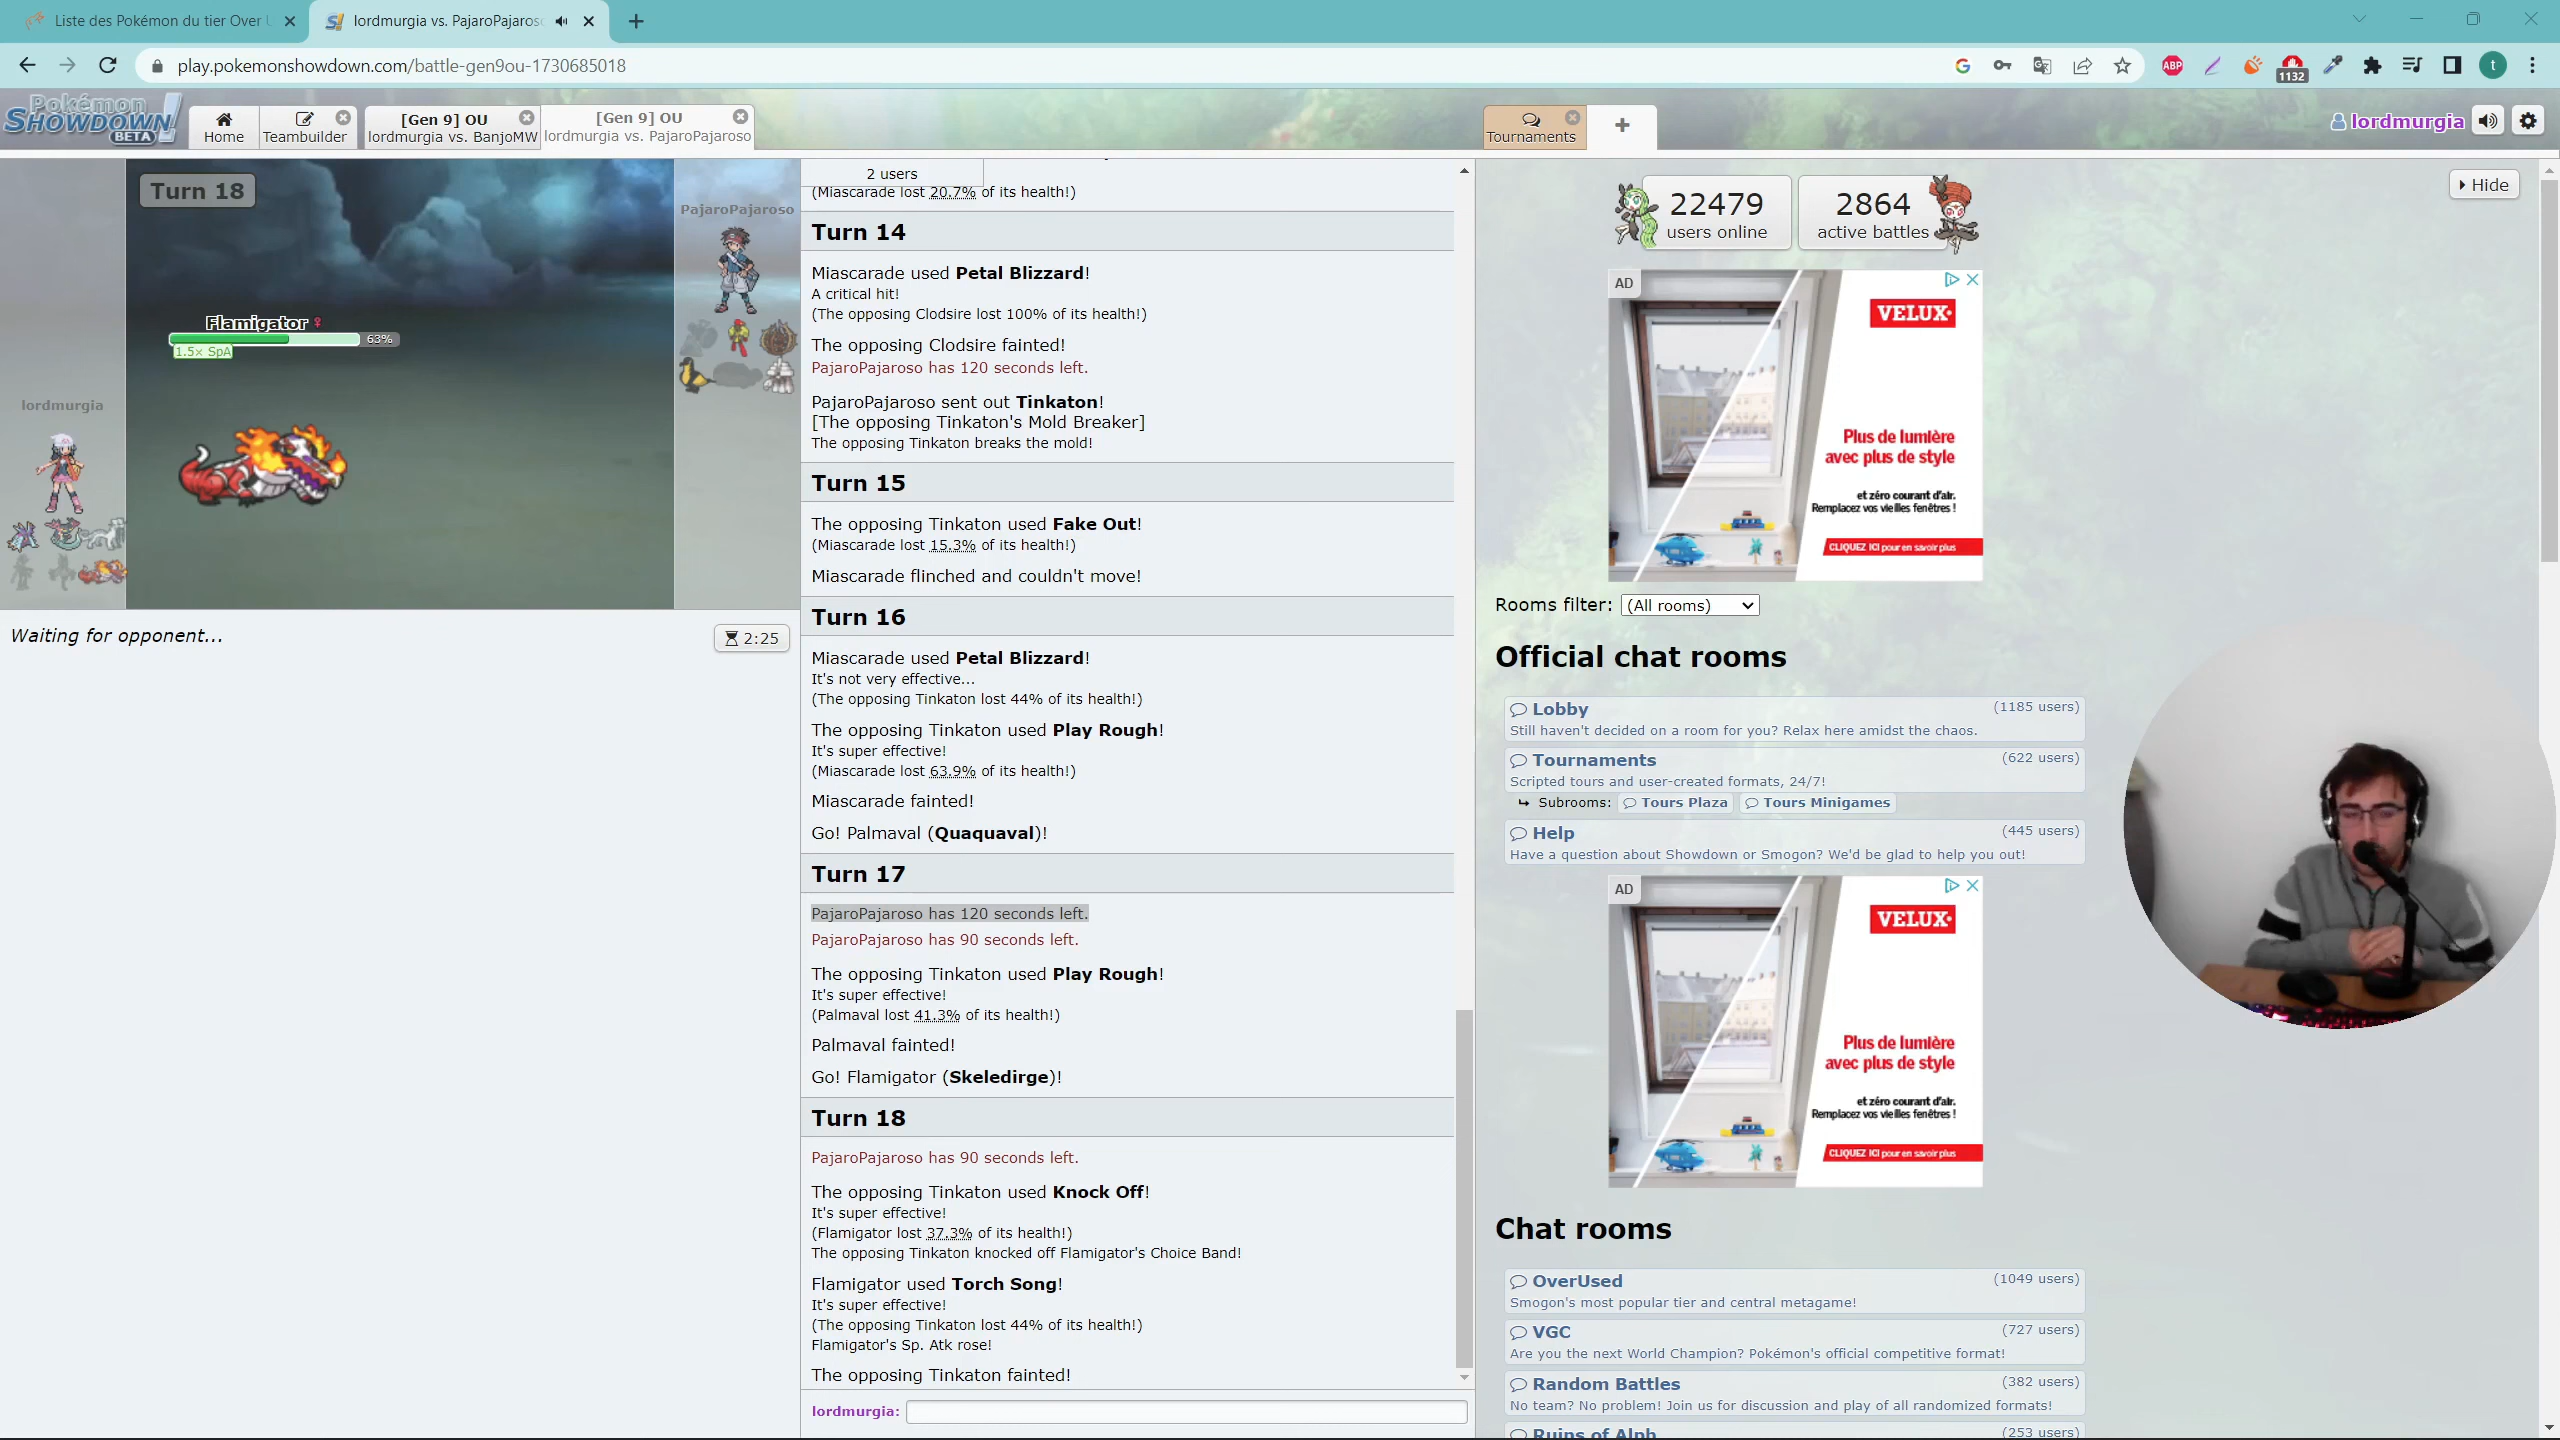 Liste des Pokémon du tier Over U
lordmurgia vs. PajaroPajaroso
play.pokemonshowdown.com/battle-gen9ou-1730685018
ABP
1132
t
Pokémon
SHOWDOWN!
BETA
Home
Teambuilder
[Gen 9] OU
lordmurgia vs. BanjoMW
[Gen 9] OU
lordmurgia vs. PajaroPajaroso
Tournaments
lordmurgia
Turn 18
PajaroPajaroso
Flamigator ♀
63%
1.5× SpA
lordmurgia
Waiting for opponent...
2:25
2 users
(Miascarade lost 20.7% of its health!)
Turn 14
Miascarade used Petal Blizzard!
A critical hit!
(The opposing Clodsire lost 100% of its health!)
The opposing Clodsire fainted!
PajaroPajaroso has 120 seconds left.
PajaroPajaroso sent out Tinkaton!
[The opposing Tinkaton's Mold Breaker]
The opposing Tinkaton breaks the mold!
Turn 15
The opposing Tinkaton used Fake Out!
(Miascarade lost 15.3% of its health!)
Miascarade flinched and couldn't move!
Turn 16
Miascarade used Petal Blizzard!
It's not very effective...
(The opposing Tinkaton lost 44% of its health!)
The opposing Tinkaton used Play Rough!
It's super effective!
(Miascarade lost 63.9% of its health!)
Miascarade fainted!
Go! Palmaval (Quaquaval)!
Turn 17
PajaroPajaroso has 120 seconds left.
PajaroPajaroso has 90 seconds left.
The opposing Tinkaton used Play Rough!
It's super effective!
(Palmaval lost 41.3% of its health!)
Palmaval fainted!
Go! Flamigator (Skeledirge)!
Turn 18
PajaroPajaroso has 90 seconds left.
The opposing Tinkaton used Knock Off!
It's super effective!
(Flamigator lost 37.3% of its health!)
The opposing Tinkaton knocked off Flamigator's Choice Band!
Flamigator used Torch Song!
It's super effective!
(The opposing Tinkaton lost 44% of its health!)
Flamigator's Sp. Atk rose!
The opposing Tinkaton fainted!
lordmurgia:
Hide
22479
users online
2864
active battles
AD
VELUX
Plus de lumière
avec plus de style
et zéro courant d'air.
Remplacez vos vieilles fenêtres !
CLIQUEZ ICI pour en savoir plus
Rooms filter: (All rooms)
Official chat rooms
Lobby (1185 users)
Still haven't decided on a room for you? Relax here amidst the chaos.
Tournaments (622 users)
Scripted tours and user-created formats, 24/7!
Subrooms: Tours Plaza Tours Minigames
Help (445 users)
Have a question about Showdown or Smogon? We'd be glad to help you out!
AD
VELUX
Plus de lumière
avec plus de style
et zéro courant d'air.
Remplacez vos vieilles fenêtres !
CLIQUEZ ICI pour en savoir plus
Chat rooms
OverUsed (1049 users)
Smogon's most popular tier and central metagame!
VGC (727 users)
Are you the next World Champion? Pokémon's official competitive format!
Random Battles (382 users)
No team? No problem! Join us for discussion and play of all randomized formats!
Ruins of Alph (253 users)